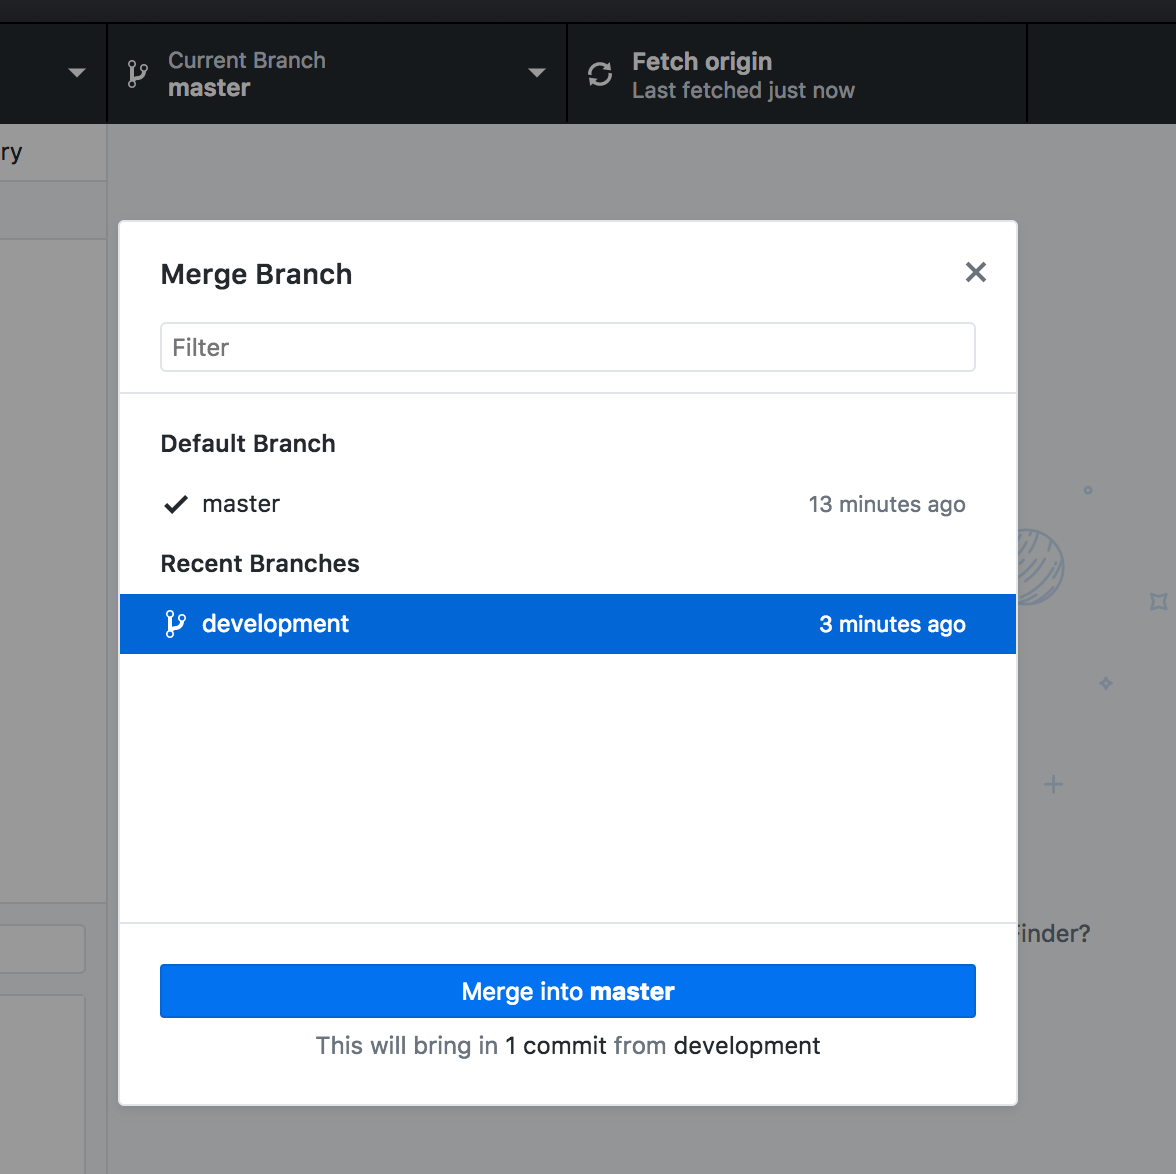 Current Branch
master
Fetch origin
Last fetched just now
ry
Merge Branch
Filter
Default Branch
master 13 minutes ago
Recent Branches
development 3 minutes ago
Finder?
Merge into master
This will bring in 1 commit from development